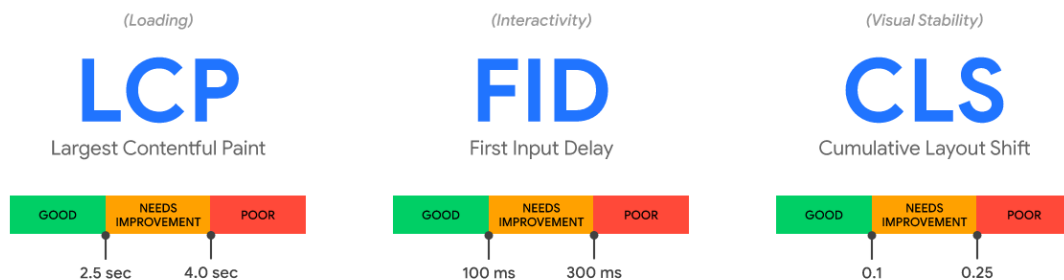 (Loading)
LCP
Largest Contentful Paint
GOOD
NEEDS
IMPROVEMENT
POOR
2.5 sec
4.0 sec
(Interactivity)
FID
First Input Delay
GOOD
NEEDS
IMPROVEMENT
POOR
100 ms
300 ms
(Visual Stability)
CLS
Cumulative Layout Shift
GOOD
NEEDS
IMPROVEMENT
POOR
0.1
0.25